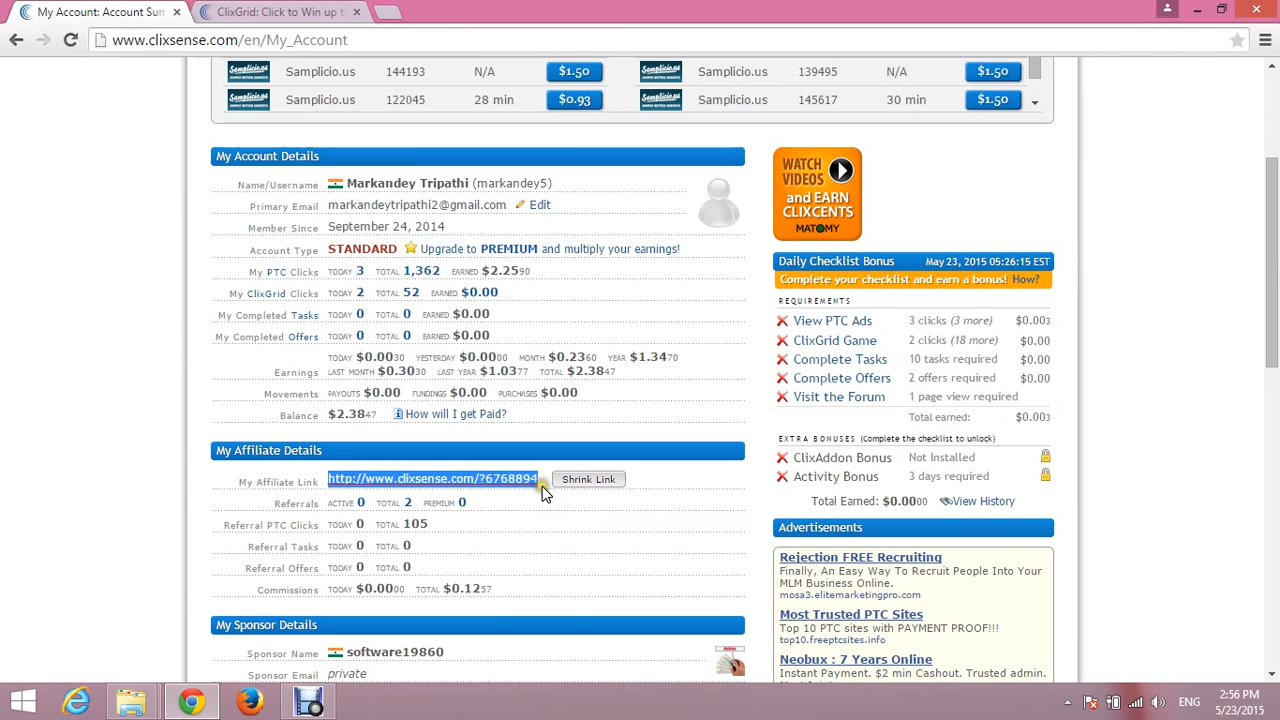 My Account: Account Sum
ClixGrid: Click to Win up t
www.clixsense.com/en/My_Account
Samplicio.us 144193 N/A $1.50
Samplicio.us 139495 N/A $1.50
Samplicio.us 122045 28 min $0.93
Samplicio.us 145617 30 min $1.50
My Account Details
Name/Username Markandey Tripathi (markandey5)
Primary Email markandeytripathi2@gmail.com Edit
Member Since September 24, 2014
Account Type STANDARD Upgrade to PREMIUM and multiply your earnings!
My PTC Clicks TODAY 3 TOTAL 1,362 EARNED $2.2590
My ClixGrid Clicks TODAY 2 TOTAL 52 EARNED $0.00
My Completed Tasks TODAY 0 TOTAL 0 EARNED $0.00
My Completed Offers TODAY 0 TOTAL 0 EARNED $0.00
TODAY $0.0030 YESTERDAY $0.0000 MONTH $0.2360 YEAR $1.3470
Earnings LAST MONTH $0.3030 LAST YEAR $1.0377 TOTAL $2.3847
Movements PAYOUTS $0.00 FUNDINGS $0.00 PURCHASES $0.00
Balance $2.3847 How will I get Paid?
My Affiliate Details
My Affiliate Link http://www.clixsense.com/?6768894 Shrink Link
Referrals ACTIVE 0 TOTAL 2 PREMIUM 0
Referral PTC Clicks TODAY 0 TOTAL 105
Referral Tasks TODAY 0 TOTAL 0
Referral Offers TODAY 0 TOTAL 0
Commissions TODAY $0.0000 TOTAL $0.1257
My Sponsor Details
Sponsor Name software19860
Sponsor Email private
WATCH
VIDEOS
and EARN
CLIXCENTS
MATOMY
Daily Checklist Bonus May 23, 2015 05:26:15 EST
Complete your checklist and earn a bonus! How?
REQUIREMENTS
View PTC Ads 3 clicks (3 more) $0.003
ClixGrid Game 2 clicks (18 more) $0.00
Complete Tasks 10 tasks required $0.00
Complete Offers 2 offers required $0.00
Visit the Forum 1 page view required
Total earned: $0.003
EXTRA BONUSES (Complete the checklist to unlock)
ClixAddon Bonus Not Installed
Activity Bonus 3 days required
Total Earned: $0.0000 View History
Advertisements
Rejection FREE Recruiting
Finally, An Easy Way To Recruit People Into Your
MLM Business Online.
mosa3.elitemarketingpro.com
Most Trusted PTC Sites
Top 10 PTC sites with PAYMENT PROOF!!!
top10.freeptcsites.info
Neobux : 7 Years Online
Instant Payment. $2 min Cashout. Trusted admin.
ENG
2:56 PM
5/23/2015